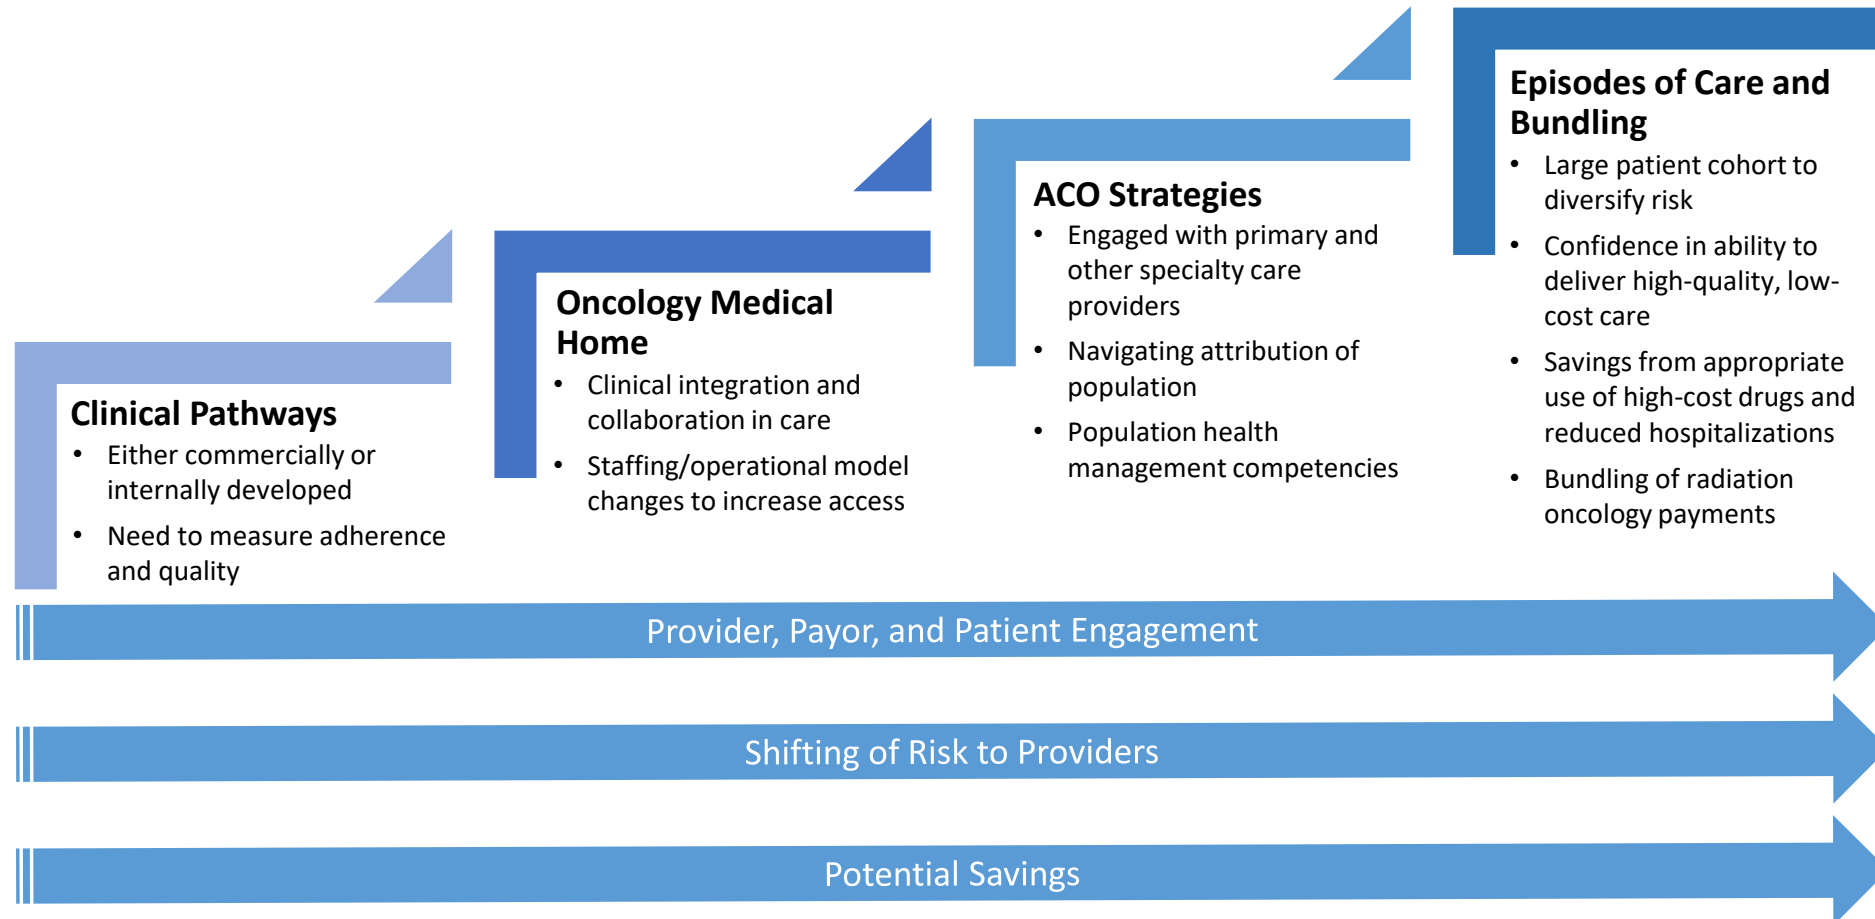 Clinical Pathways
• Either commercially or
internally developed
• Need to measure adherence
and quality
Oncology Medical
Home
• Clinical integration and
collaboration in care
• Staffing/operational model
changes to increase access
ACO Strategies
• Engaged with primary and
other specialty care
providers
• Navigating attribution of
population
• Population health
management competencies
Episodes of Care and
Bundling
• Large patient cohort to
diversify risk
• Confidence in ability to
deliver high-quality, low-
cost care
• Savings from appropriate
use of high-cost drugs and
reduced hospitalizations
• Bundling of radiation
oncology payments
Provider, Payor, and Patient Engagement
Shifting of Risk to Providers
Potential Savings